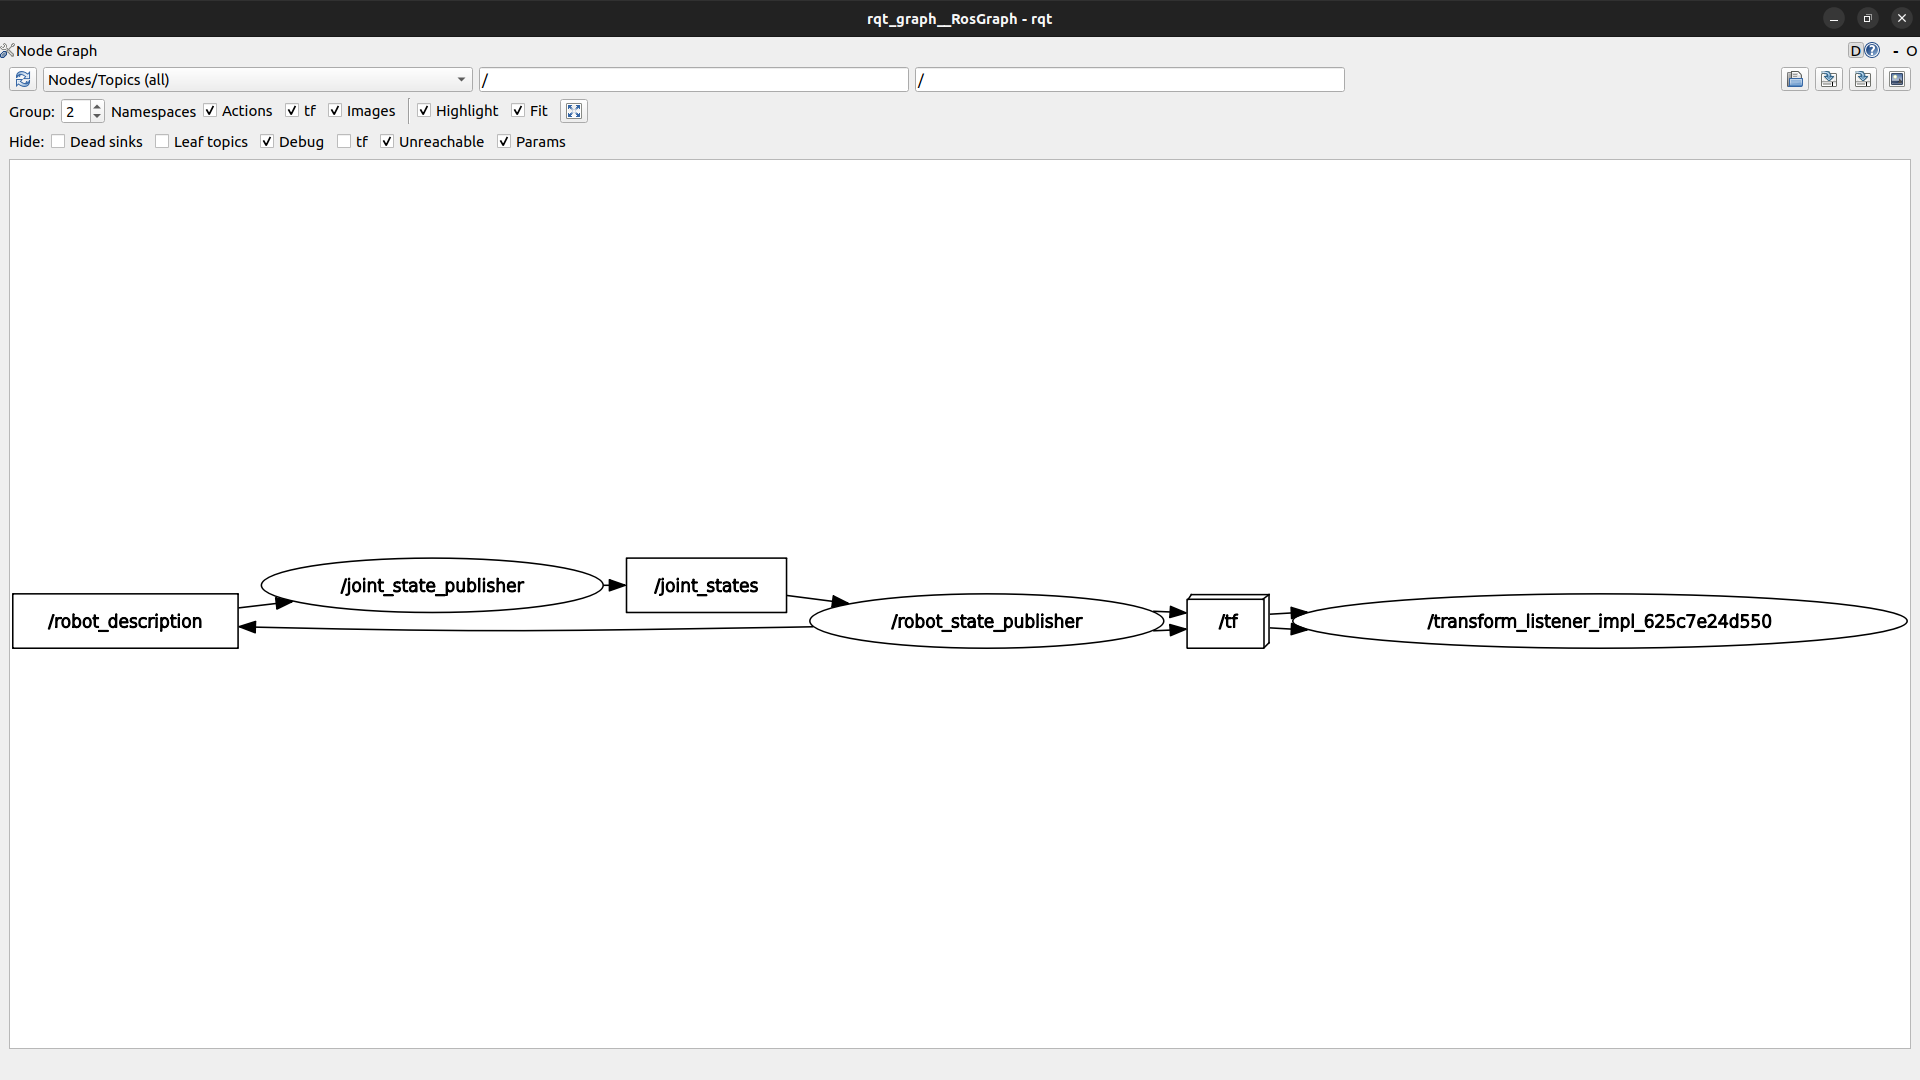 rqt_graph__RosGraph - rqt
Node Graph
D - O
Nodes/Topics (all) / /
Group: 2 Namespaces Actions tf Images Highlight Fit
Hide: Dead sinks Leaf topics Debug tf Unreachable Params
/joint_state_publisher /joint_states
/robot_description /robot_state_publisher /tf /transform_listener_impl_625c7e24d550